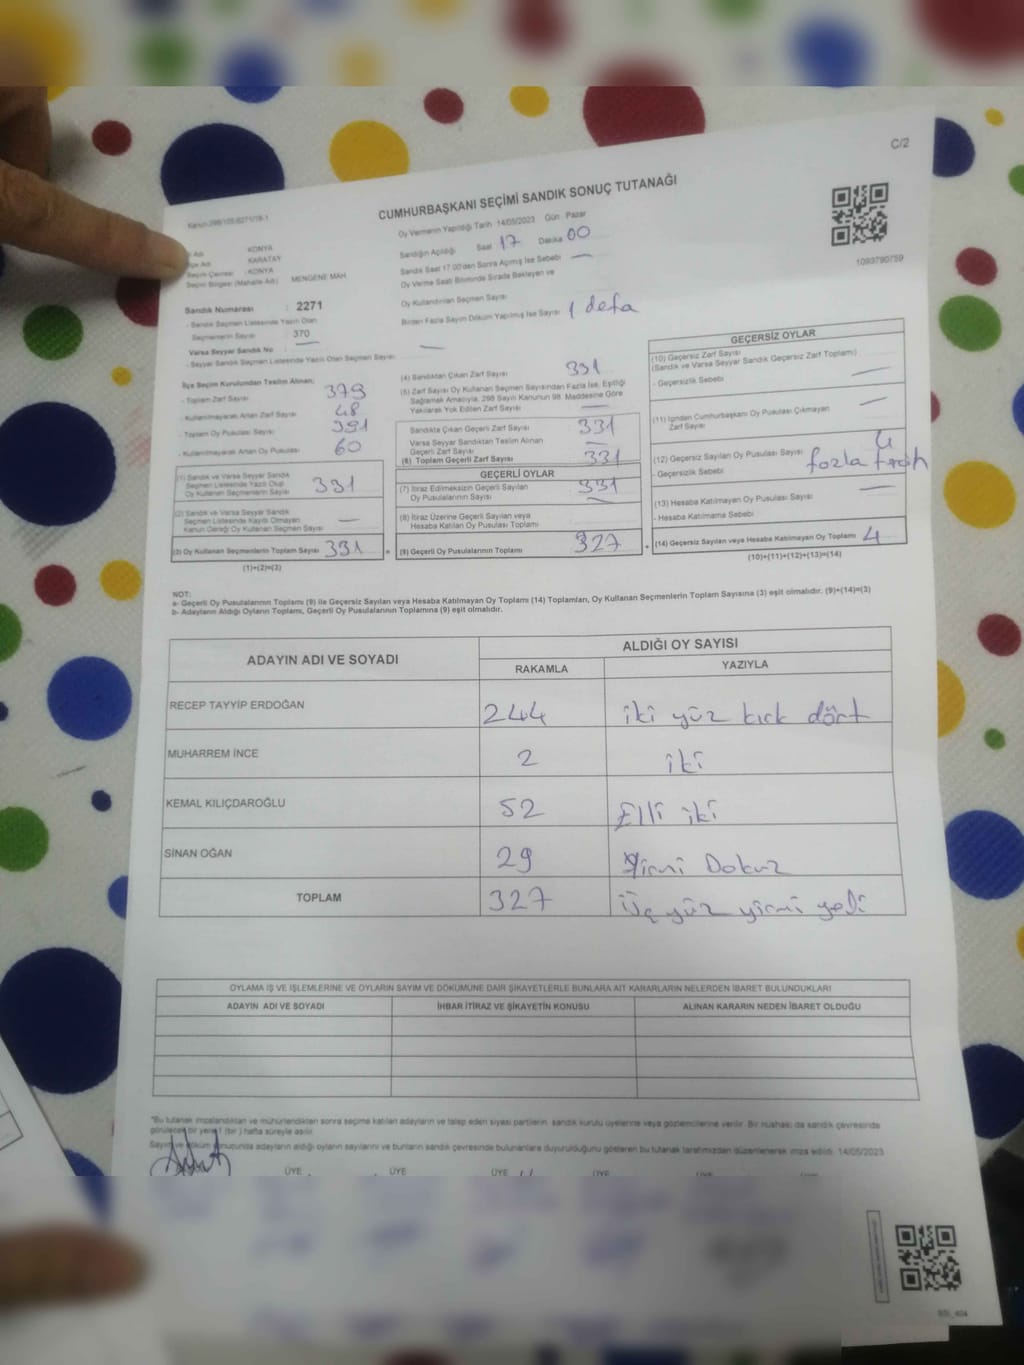 C/2
CUMHURBAŞKANI SEÇİMİ SANDIK SONUÇ TUTANAĞI
1093790759
Oy Vermenin Yapıldığı Tarih 14/05/2023 Gün Pazar
Sandığın Açıldığı Saat 17 Dakika 00
Sandık Saat 17:00'den Sonra Açılmış İse Sebebi —
Oy Verme Saati Bitiminde Sırada Bekleyen ve
Oy Kullandırılan Seçmen Sayısı
Birden Fazla Sayım Döküm Yapılmış İse Sayısı 1 defa
İl Adı KONYA
İlçe Adı KARATAY
Seçim Çevresi : KONYA
Seçim Bölgesi (Mahalle Adı) : MENGENE MAH
Sandık Numarası : 2271
- Sandık Seçmen Listesinde Yazılı Olan
Seçmenlerin Sayısı : 370
Varsa Seyyar Sandık No : —
- Seyyar Sandık Seçmen Listesinde Yazılı Olan Seçmen Sayısı : —
İlçe Seçim Kurulundan Teslim Alınan;
- Toplam Zarf Sayısı 379
- Kullanılmayarak Artan Zarf Sayısı 48
- Toplam Oy Pusulası Sayısı 391
- Kullanılmayarak Artan Oy Pusulası 60
(1) Sandık ve Varsa Seyyar Sandık
Seçmen Listesinde Yazılı Olup
Oy Kullanan Seçmenlerin Sayısı 331
(2) Sandık ve Varsa Seyyar Sandık
Seçmen Listesinde Kayıtlı Olmayan
Kanun Gereği Oy Kullanan Seçmen Sayısı —
(3) Oy Kullanan Seçmenlerin Toplam Sayısı 331
(1)+(2)=(3)
(4) Sandıktan Çıkan Zarf Sayısı 331
(5) Zarf Sayısı Oy Kullanan Seçmen Sayısından Fazla İse, Eşitliği
Sağlamak Amacıyla, 298 Sayılı Kanunun 98. Maddesine Göre
Yakılarak Yok Edilen Zarf Sayısı —
Sandıkta Çıkan Geçerli Zarf Sayısı 331
Varsa Seyyar Sandıktan Teslim Alınan
Geçerli Zarf Sayısı —
(6) Toplam Geçerli Zarf Sayısı 331
GEÇERLİ OYLAR
(7) İtiraz Edilmeksizin Geçerli Sayılan
Oy Pusulalarının Sayısı 331
(8) İtiraz Üzerine Geçerli Sayılan veya
Hesaba Katılan Oy Pusulası Toplamı —
(9) Geçerli Oy Pusulalarının Toplamı 327
GEÇERSİZ OYLAR
(10) Geçersiz Zarf Sayısı
(Sandık ve Varsa Seyyar Sandık Geçersiz Zarf Toplamı)
- Geçersizlik Sebebi —
(11) İçinden Cumhurbaşkanı Oy Pusulası Çıkmayan
Zarf Sayısı —
(12) Geçersiz Sayılan Oy Pusulası Sayısı 4
- Geçersizlik Sebebi fazla
(13) Hesaba Katılmayan Oy Pusulası Sayısı —
- Hesaba Katılmama Sebebi
(14) Geçersiz Sayılan veya Hesaba Katılmayan Oy Toplamı 4
(10)+(11)+(12)+(13)=(14)
NOT:
a- Geçerli Oy Pusulalarının Toplamı (9) ile Geçersiz Sayılan veya Hesaba Katılmayan Oy Toplamı (14) Toplamları, Oy Kullanan Seçmenlerin Toplam Sayısına (3) eşit olmalıdır. (9)+(14)=(3)
b- Adayların Aldığı Oyların Toplamı, Geçerli Oy Pusulalarının Toplamına (9) eşit olmalıdır.
ADAYIN ADI VE SOYADI ALDIĞI OY SAYISI
RAKAMLA YAZIYLA
RECEP TAYYİP ERDOĞAN 244 iki yüz kırk dört
MUHARREM İNCE 2 iki
KEMAL KILIÇDAROĞLU 52 Elli iki
SİNAN OĞAN 29 Yirmi Dokuz
TOPLAM 327 üç yüz yirmi yedi
OYLAMA İŞ VE İŞLEMLERİNE VE OYLARIN SAYIM VE DÖKÜMÜNE DAİR ŞİKAYETLERLE BUNLARA AİT KARARLARIN NELERDEN İBARET BULUNDUKLARI
ADAYIN ADI VE SOYADI İHBAR İTİRAZ VE ŞİKAYETİN KONUSU ALINAN KARARIN NEDEN İBARET OLDUĞU
*Bu tutanak imzalandıktan ve mühürlendikten sonra seçime katılan adayların ve talep eden siyasi partilerin sandık kurulu üyelerine veya gözlemcilerine verilir. Bir nüshası da sandık çevresinde
görülecek bir yere 1 (bir) hafta süreyle asılır.
Sayım ve döküm sonucunda adayların aldığı oyların sayılarını ve bunların sandık çevresinde bulunanlara duyurulduğunu gösteren bu tutanak tarafımızdan düzenlenerek imza edildi. 14/05/2023
ÜYE ÜYE ÜYE ÜYE ÜYE